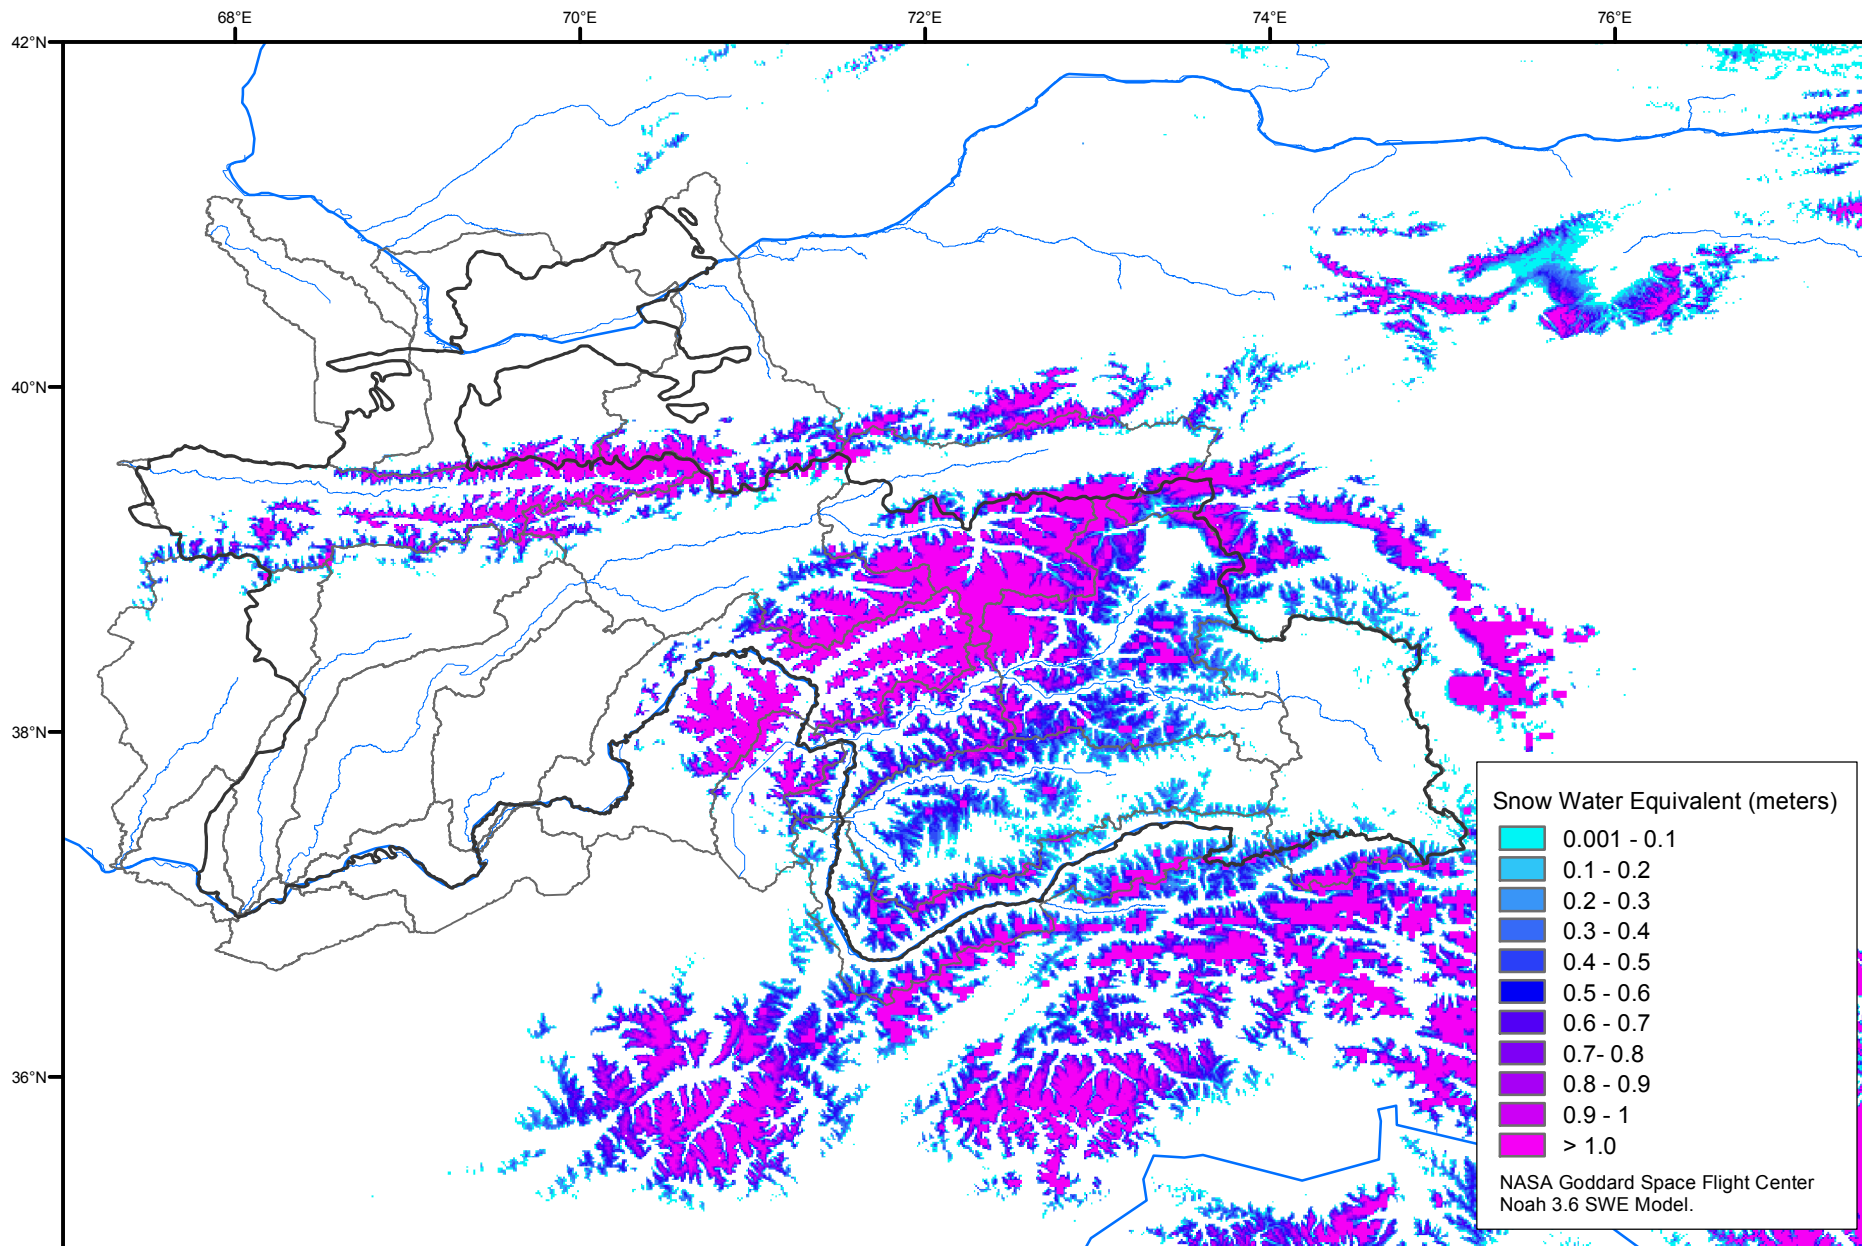 68°E 70°E 72°E 74°E 76°E
42°N
40°N
38°N
36°N
Snow Water Equivalent (meters)
0.001 - 0.1
0.1 - 0.2
0.2 - 0.3
0.3 - 0.4
0.4 - 0.5
0.5 - 0.6
0.6 - 0.7
0.7- 0.8
0.8 - 0.9
0.9 - 1
> 1.0
NASA Goddard Space Flight Center
Noah 3.6 SWE Model.